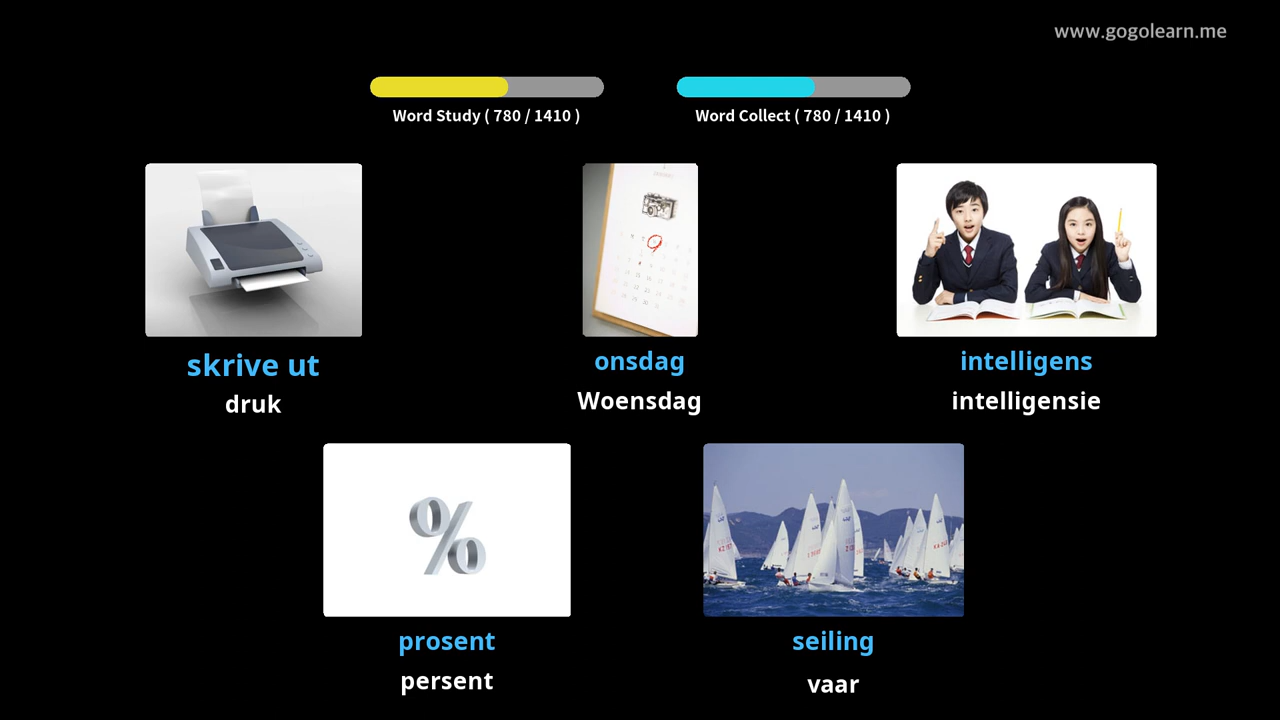 www.gogolearn.me
Word Study ( 780 / 1410 )
Word Collect ( 780 / 1410 )
skrive ut
druk
onsdag
Woensdag
intelligens
intelligensie
%
prosent
persent
seiling
vaar